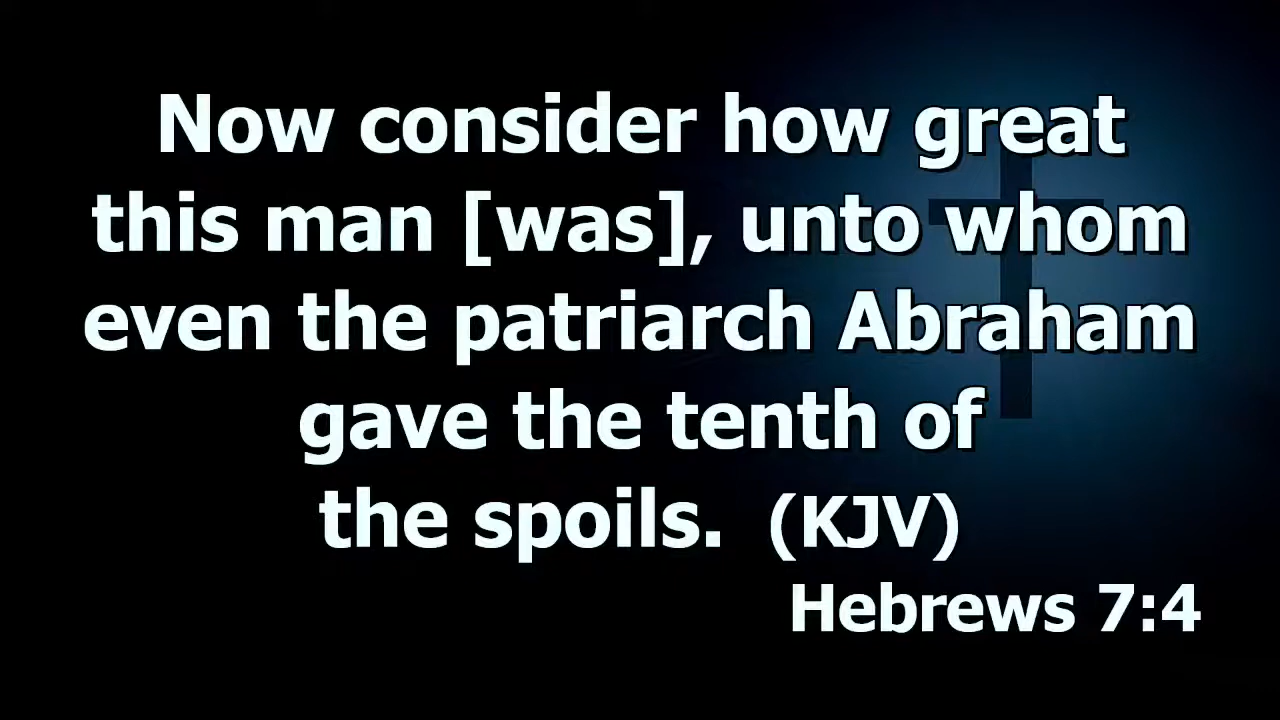 Now consider how great
this man [was], unto whom
even the patriarch Abraham
gave the tenth of
the spoils.  (KJV)
Hebrews 7:4